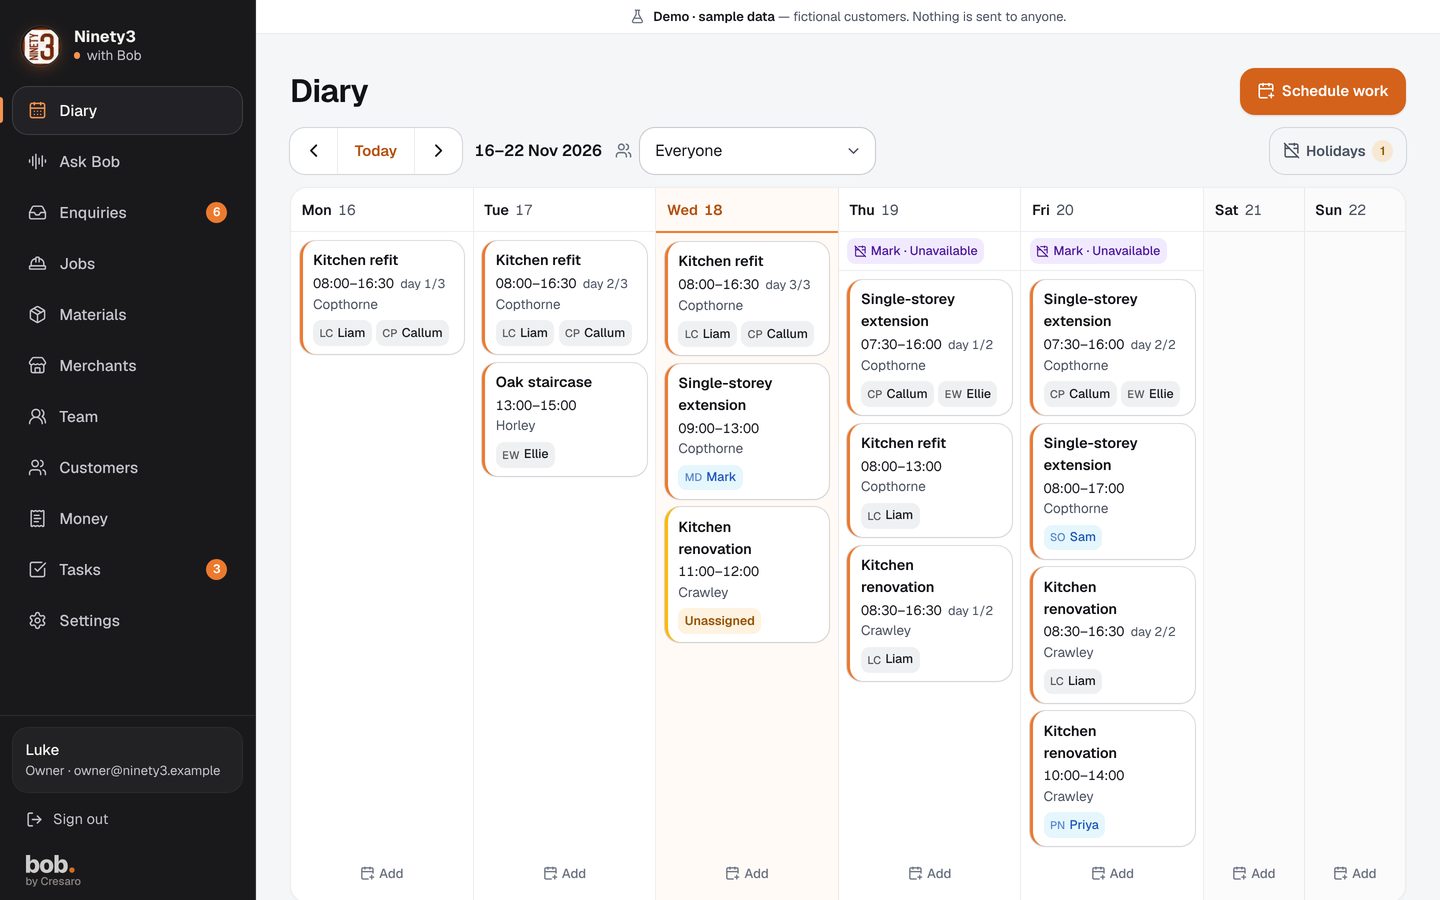 Ninety3
with Bob
NINETY 3
Diary
Ask Bob
Enquiries 6
Jobs
Materials
Merchants
Team
Customers
Money
Tasks 3
Settings
Luke
Owner · owner@ninety3.example
Sign out
bob.
by Cresaro
Demo · sample data — fictional customers. Nothing is sent to anyone.
Diary
Schedule work
Today
16–22 Nov 2026
Everyone
Holidays 1
Mon 16
Kitchen refit
08:00–16:30 day 1/3
Copthorne
LC Liam CP Callum
Add
Tue 17
Kitchen refit
08:00–16:30 day 2/3
Copthorne
LC Liam CP Callum
Oak staircase
13:00–15:00
Horley
EW Ellie
Add
Wed 18
Kitchen refit
08:00–16:30 day 3/3
Copthorne
LC Liam CP Callum
Single-storey
extension
09:00–13:00
Copthorne
MD Mark
Kitchen
renovation
11:00–12:00
Crawley
Unassigned
Add
Thu 19
Mark · Unavailable
Single-storey
extension
07:30–16:00 day 1/2
Copthorne
CP Callum EW Ellie
Kitchen refit
08:00–13:00
Copthorne
LC Liam
Kitchen
renovation
08:30–16:30 day 1/2
Crawley
LC Liam
Add
Fri 20
Mark · Unavailable
Single-storey
extension
07:30–16:00 day 2/2
Copthorne
CP Callum EW Ellie
Single-storey
extension
08:00–17:00
Copthorne
SO Sam
Kitchen
renovation
08:30–16:30 day 2/2
Crawley
LC Liam
Kitchen
renovation
10:00–14:00
Crawley
PN Priya
Add
Sat 21
Add
Sun 22
Add